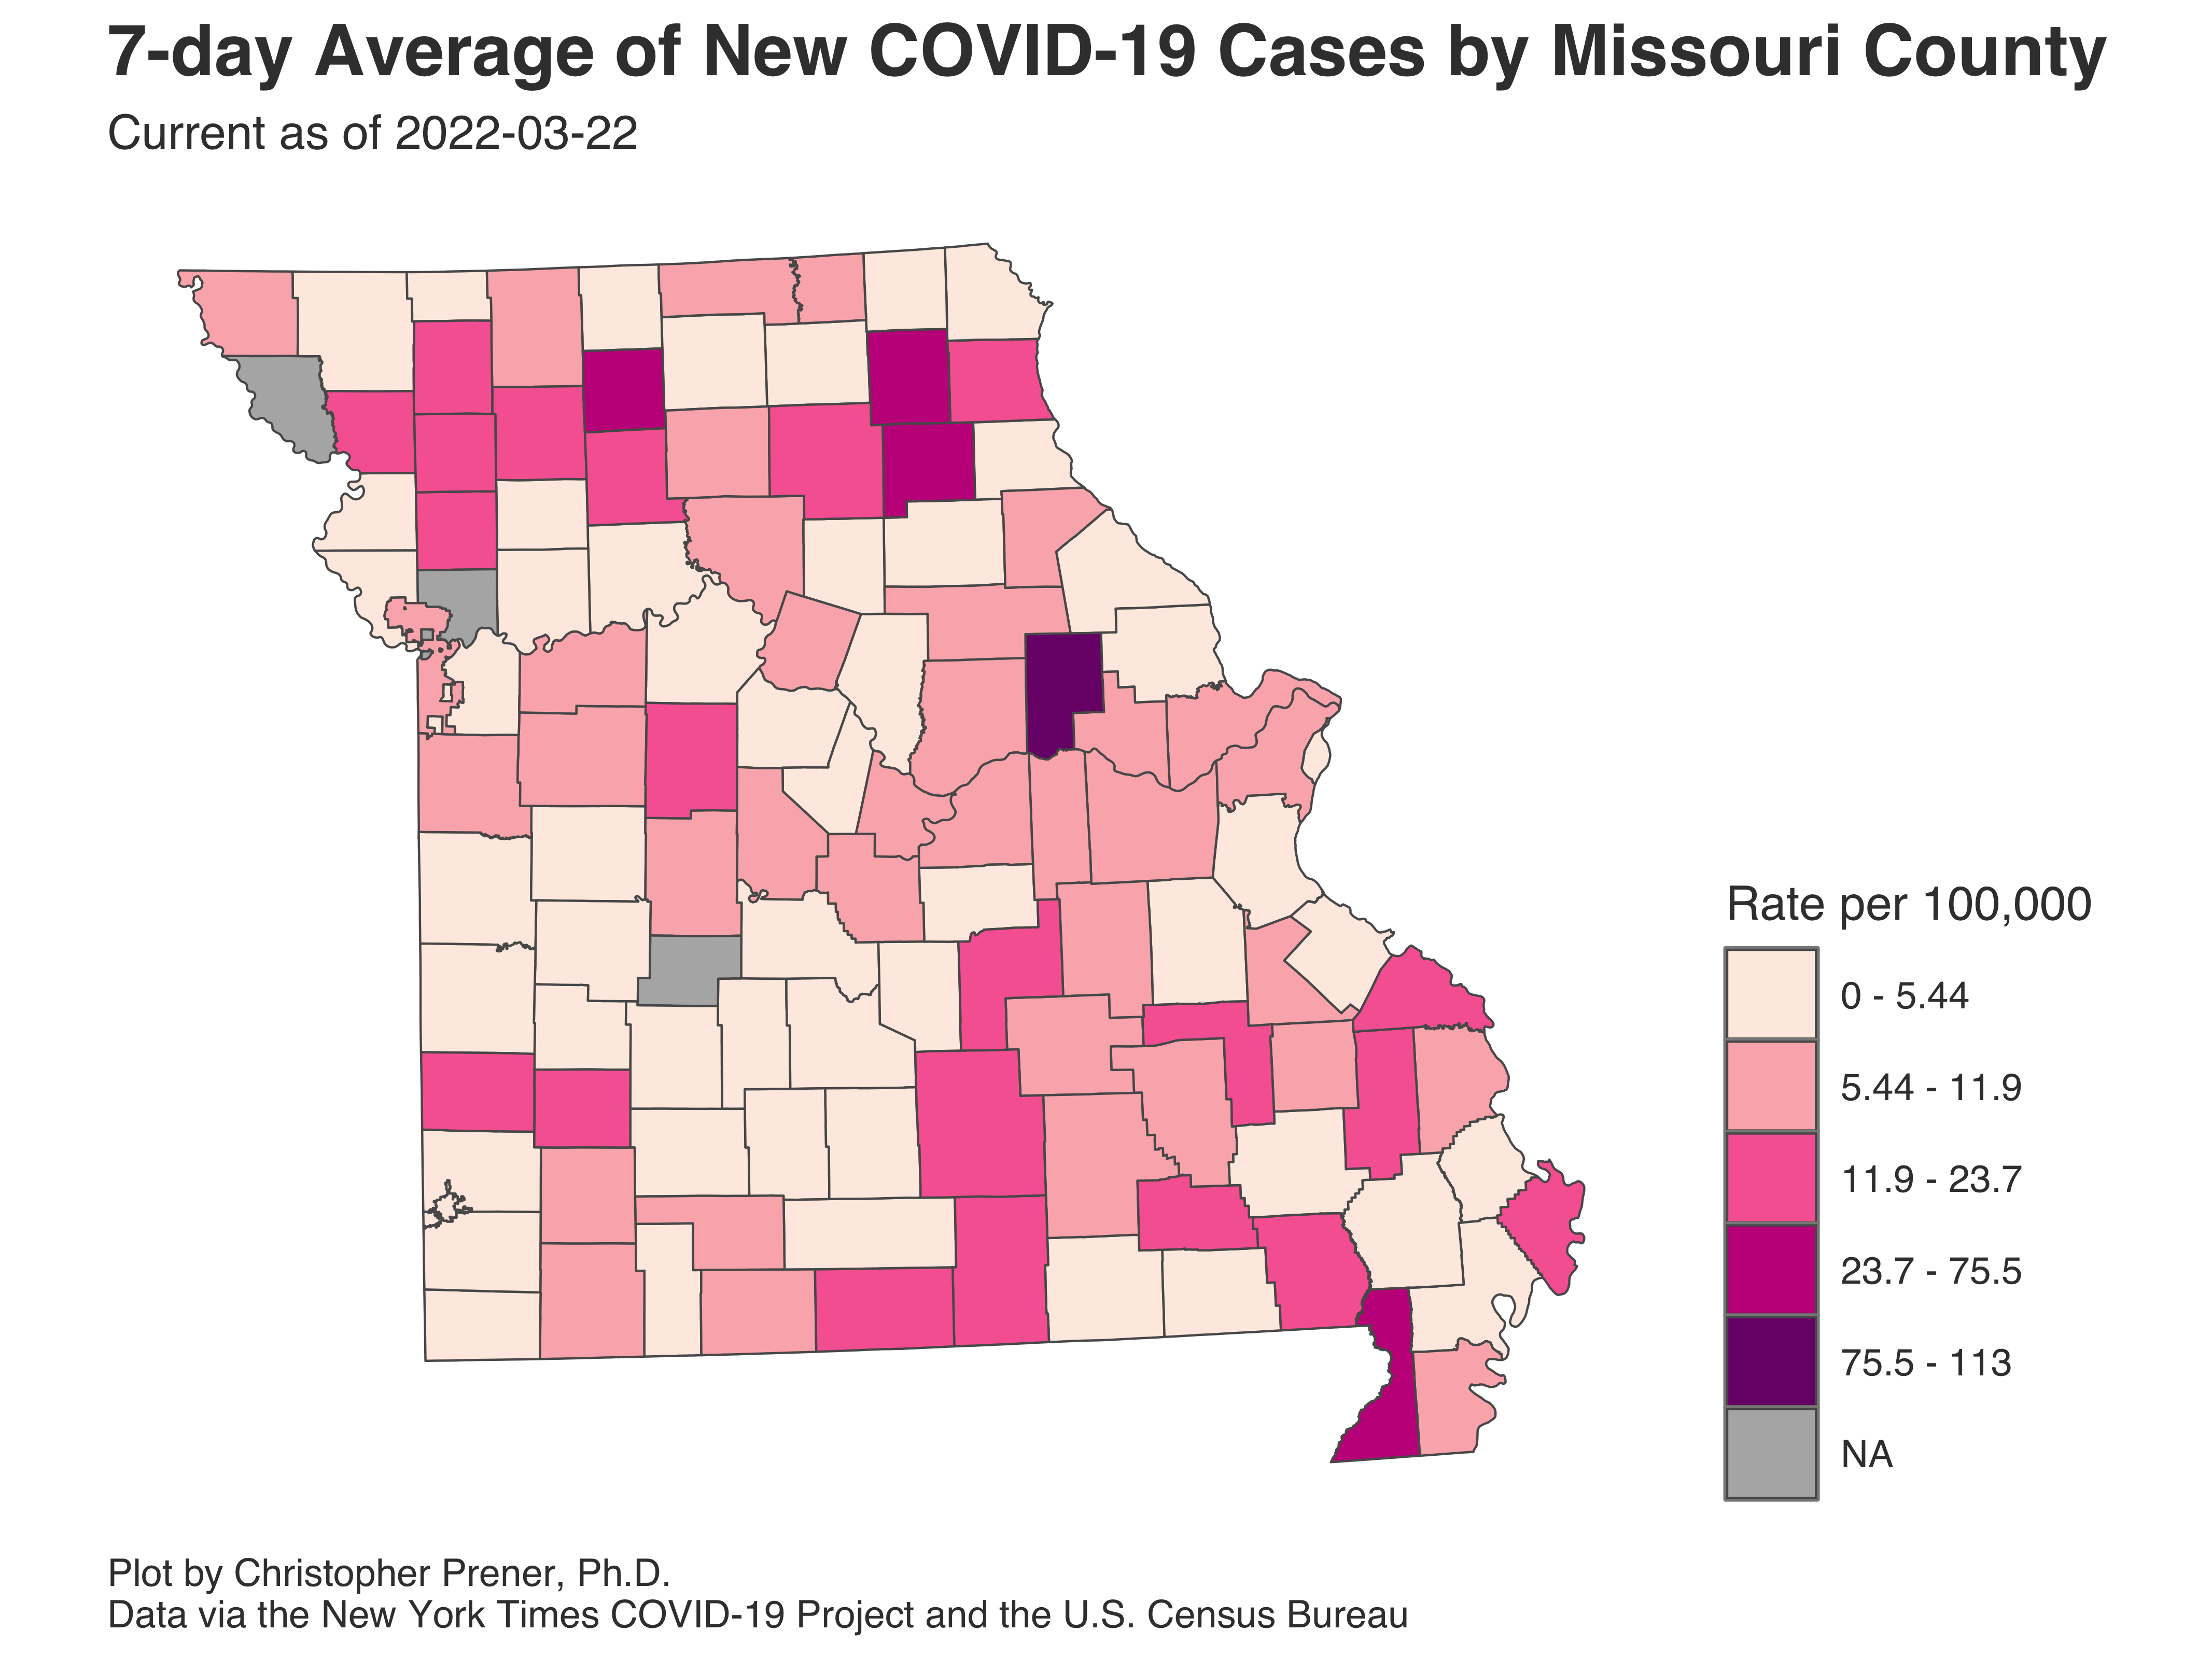 7-day Average of New COVID-19 Cases by Missouri County
Current as of 2022-03-22
Rate per 100,000
0 - 5.44
5.44 - 11.9
11.9 - 23.7
23.7 - 75.5
75.5 - 113
NA
Plot by Christopher Prener, Ph.D.
Data via the New York Times COVID-19 Project and the U.S. Census Bureau